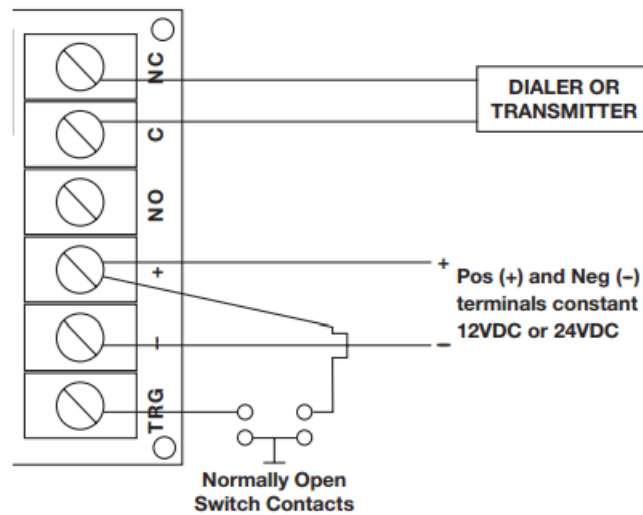 NC
DIALER OR
TRANSMITTER
C
NO
+
+
Pos (+) and Neg (–)
terminals constant
12VDC or 24VDC
–
–
TRG
Normally Open
Switch Contacts